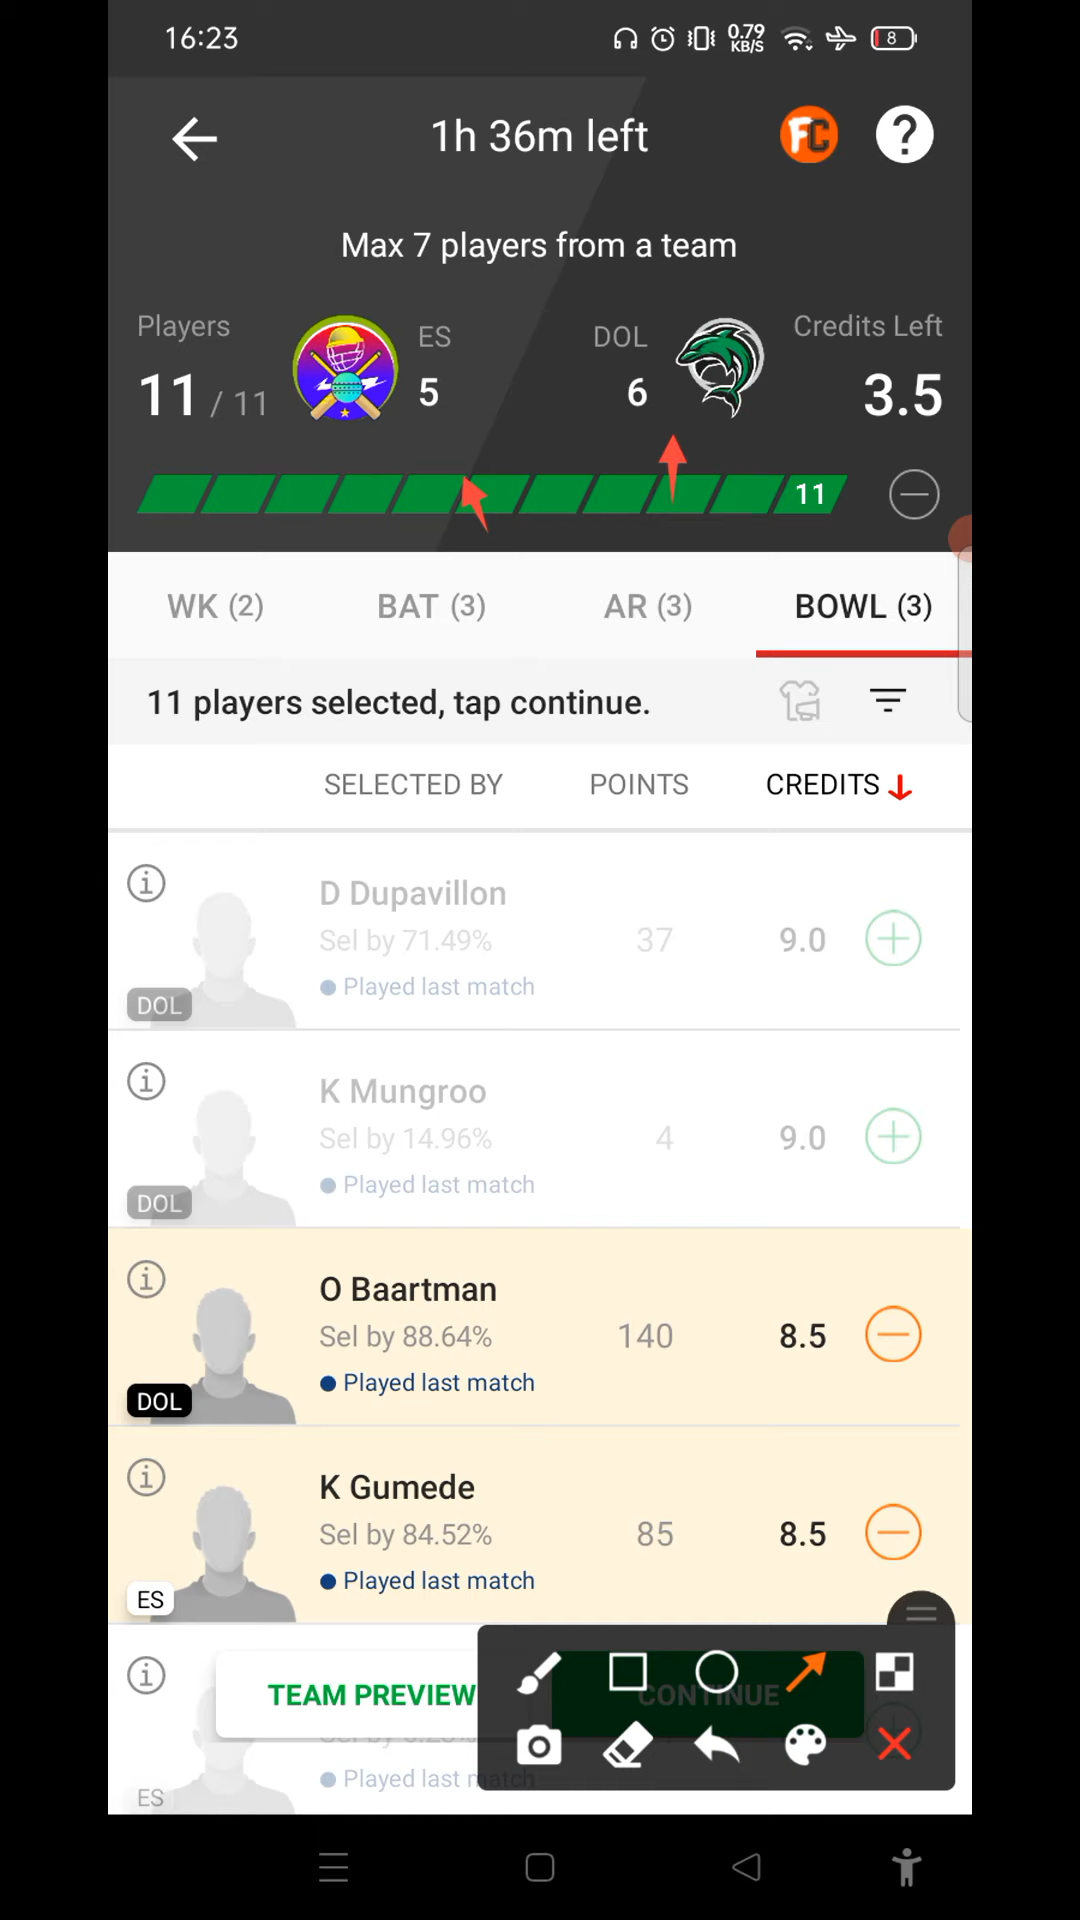 16:23
0.79 KB/S
8
1h 36m left
FC
?
Max 7 players from a team
Players
ES
DOL
Credits Left
11 / 11
5
6
3.5
11
WK (2)
BAT (3)
AR (3)
BOWL (3)
11 players selected, tap continue.
SELECTED BY
POINTS
CREDITS
D Dupavillon
Sel by 71.49%
37
9.0
Played last match
DOL
K Mungroo
Sel by 14.96%
4
9.0
Played last match
DOL
O Baartman
Sel by 88.64%
140
8.5
Played last match
DOL
K Gumede
Sel by 84.52%
85
8.5
Played last match
ES
TEAM PREVIEW
CONTINUE
Played last match
ES